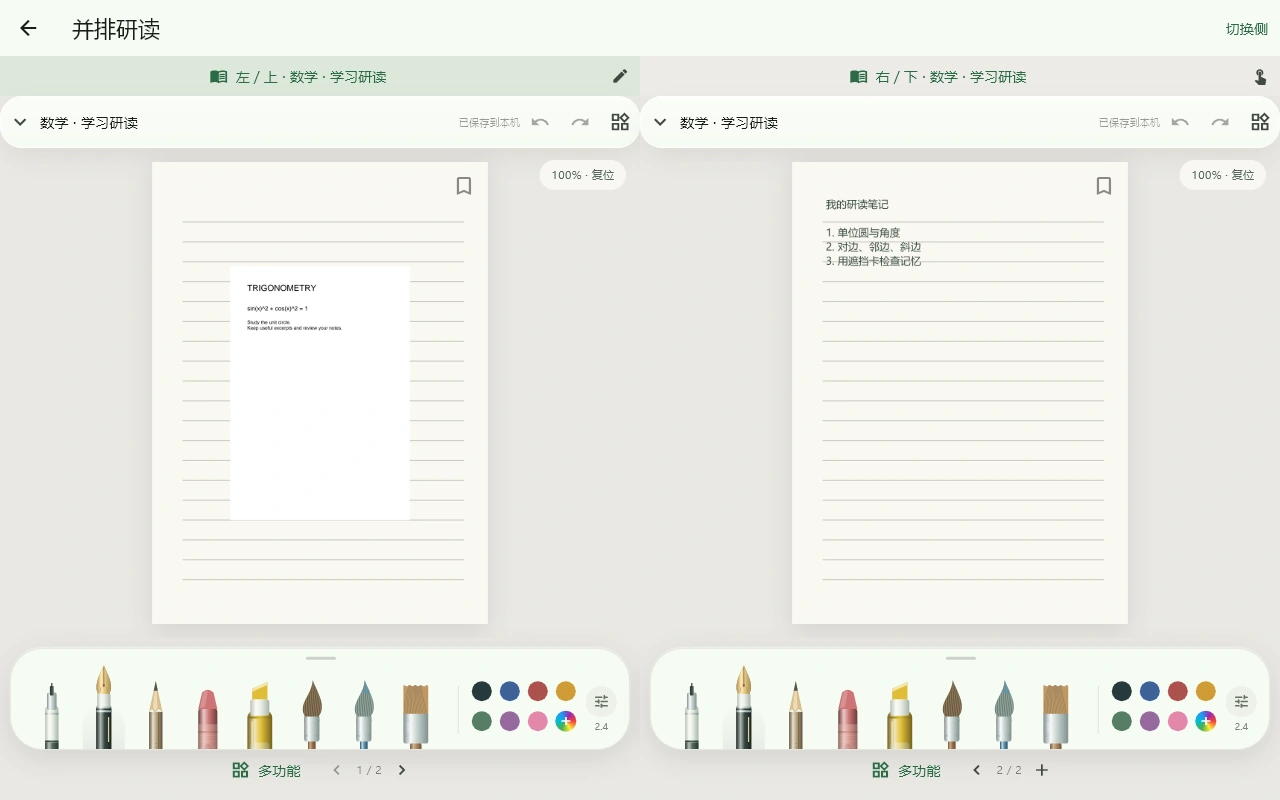 并排研读
切换侧
左 / 上 · 数学 · 学习研读
右 / 下 · 数学 · 学习研读
数学 · 学习研读
已保存到本机
数学 · 学习研读
已保存到本机
100% · 复位
100% · 复位
TRIGONOMETRY
sin(x)^2 + cos(x)^2 = 1
Study the unit circle.
Keep useful excerpts and review your notes.
我的研读笔记
1. 单位圆与角度
2. 对边、邻边、斜边
3. 用遮挡卡检查记忆
2.4
2.4
多功能
1 / 2
多功能
2 / 2